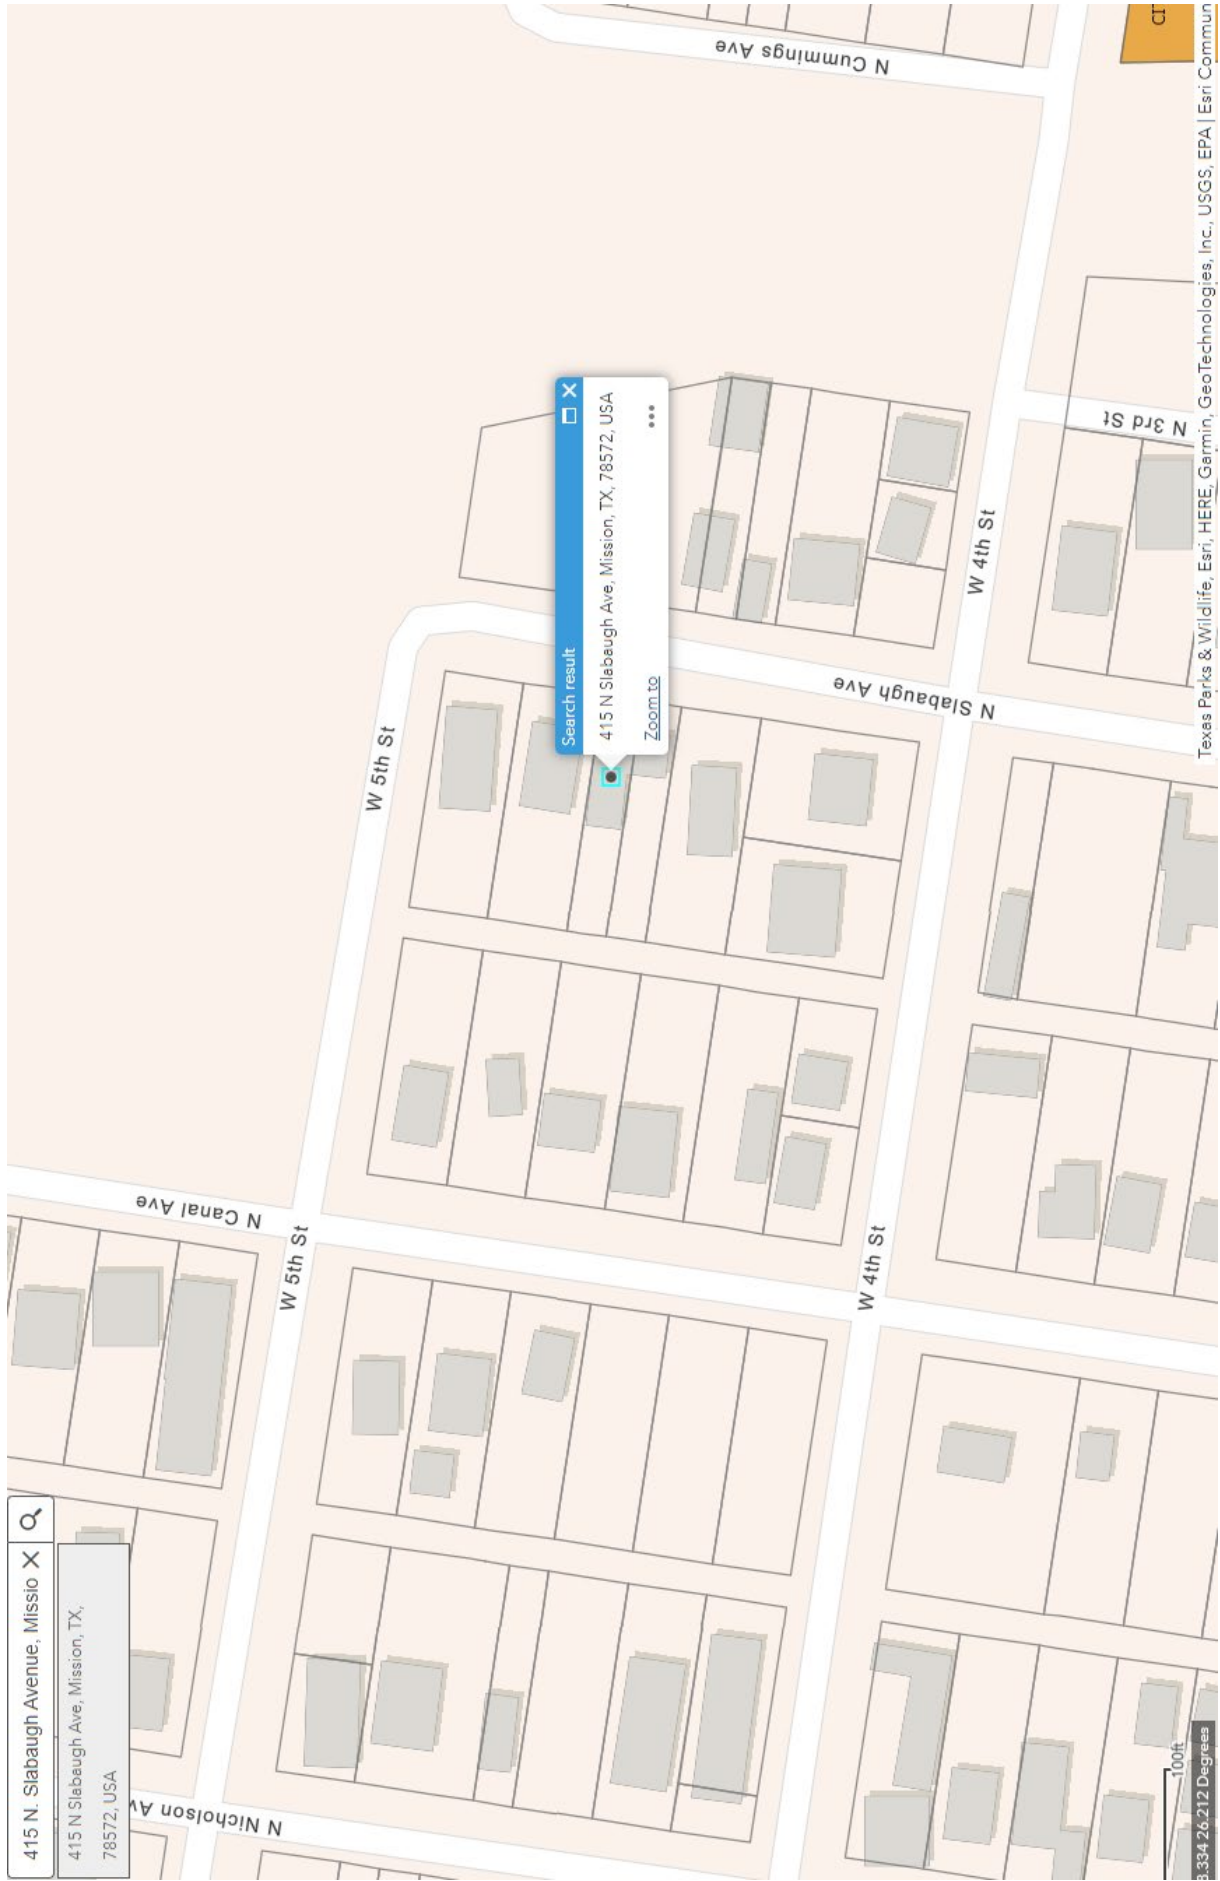 415 N. Slabaugh Avenue, Missio
415 N Slabaugh Ave, Mission, TX,
78572, USA
Search result
415 N Slabaugh Ave, Mission, TX, 78572, USA
Zoom to
W 5th St
W 5th St
W 4th St
W 4th St
N Nicholson Av
N Canal Ave
N Slabaugh Ave
N Cummings Ave
N 3rd St
CIT
100ft
8.334 26.212 Degrees
Texas Parks & Wildlife, Esri, HERE, Garmin, GeoTechnologies, Inc., USGS, EPA | Esri Commun